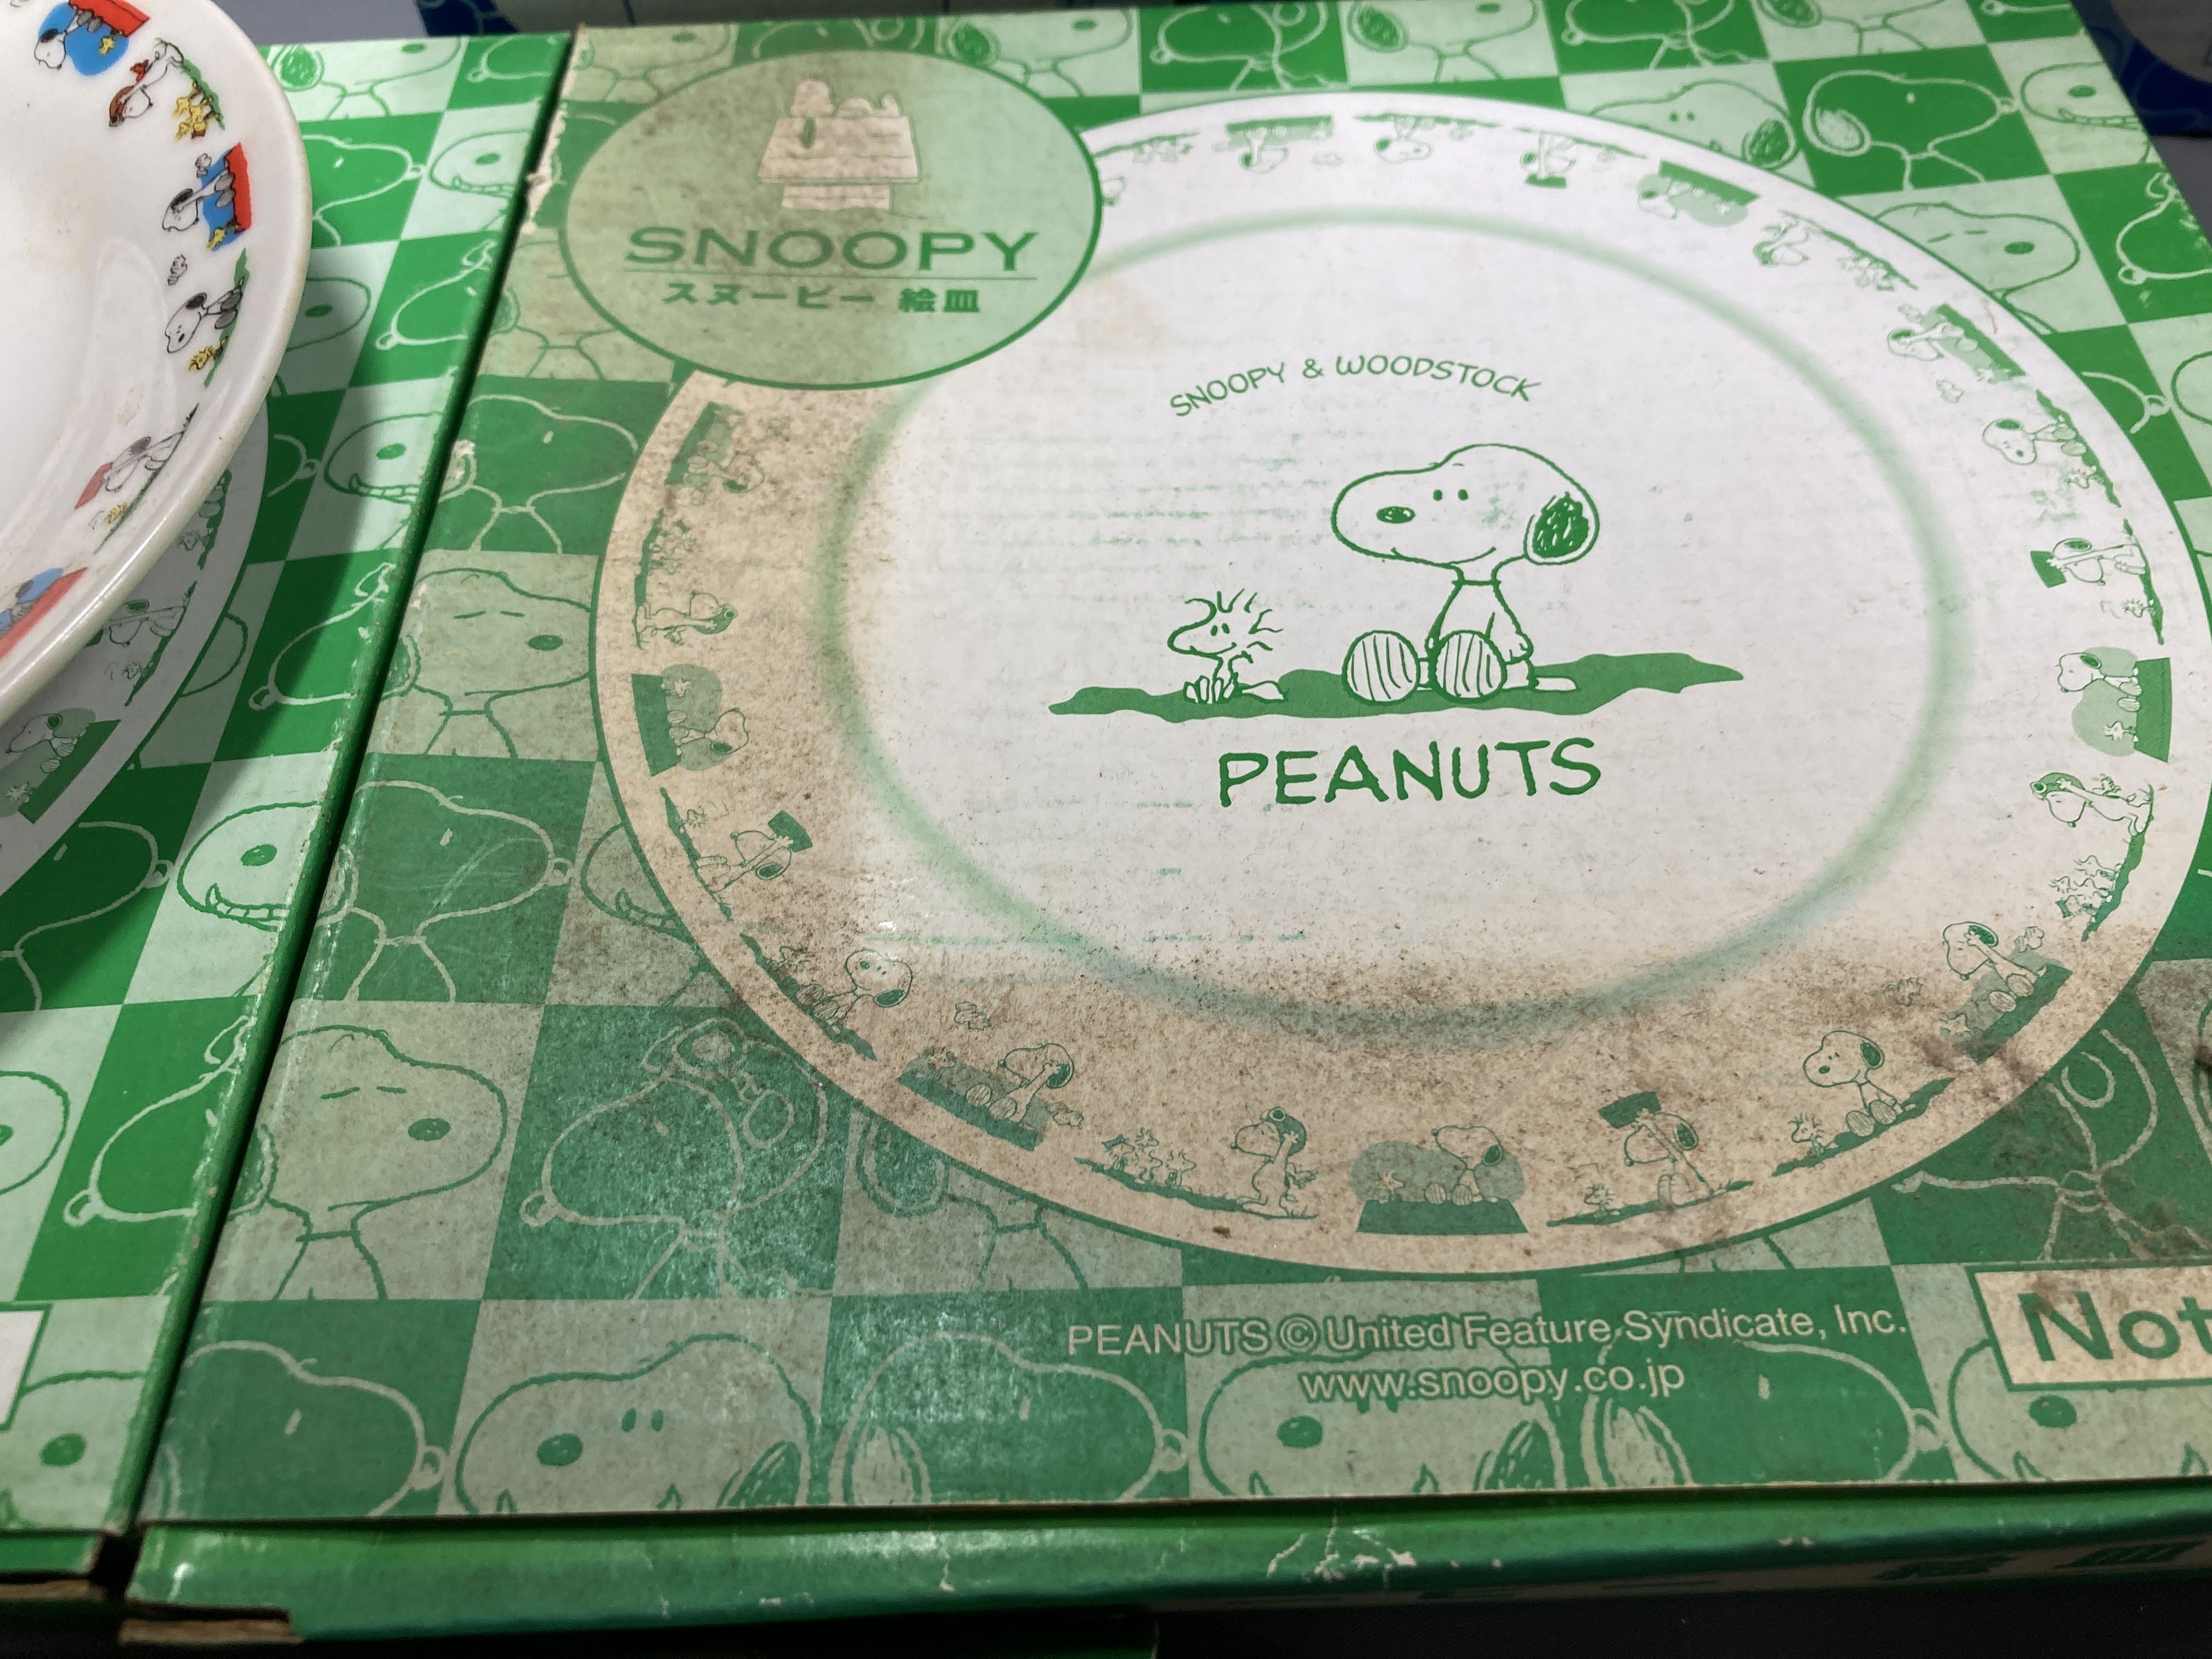 SNOOPY
スヌーピー 絵皿
SNOOPY & WOODSTOCK
PEANUTS
PEANUTS © United Feature Syndicate, Inc.
www.snoopy.co.jp